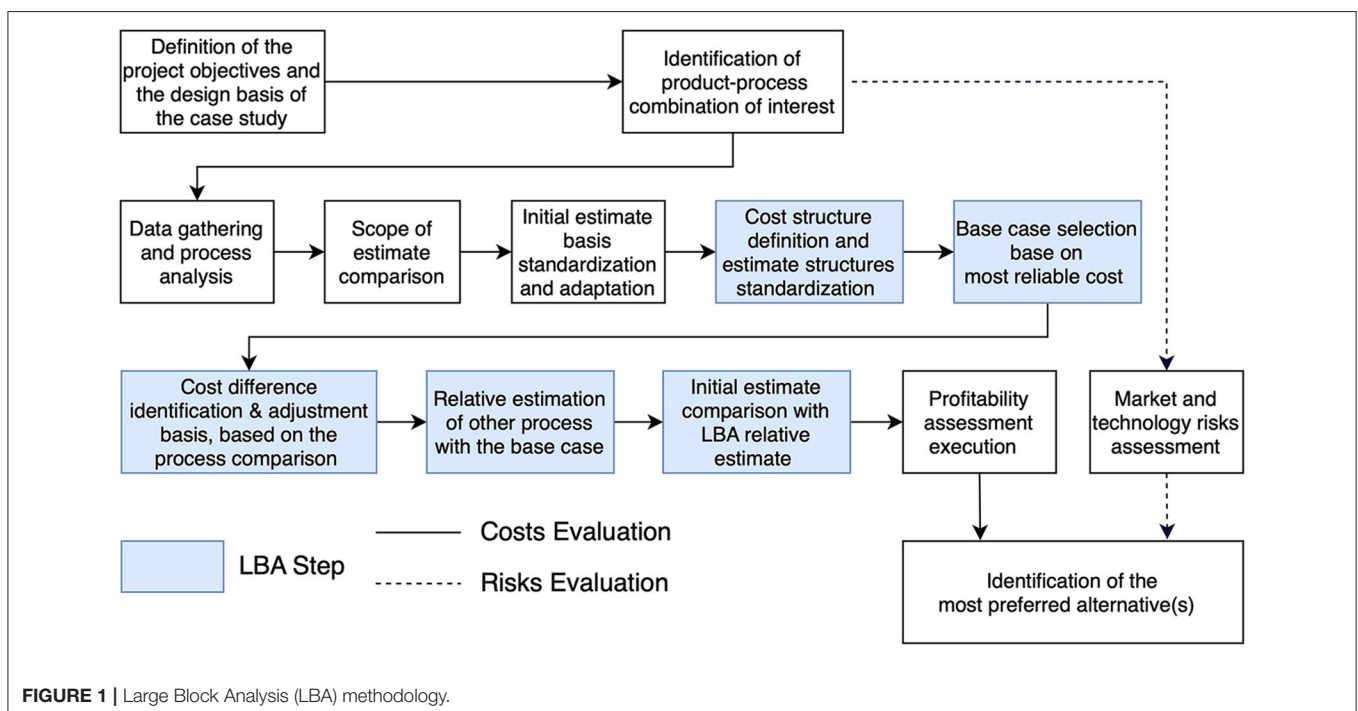 Definition of the
project objectives and
the design basis of
the case study
Identification of
product-process
combination of interest
Data gathering
and process
analysis
Scope of
estimate
comparison
Initial estimate
basis
standardization
and adaptation
Cost structure
definition and
estimate structures
standardization
Base case selection
base on
most reliable cost
Cost difference
identification & adjustment
basis, based on the
process comparison
Relative estimation
of other process
with the base case
Initial estimate
comparison with
LBA relative
estimate
Profitability
assessment
execution
Market and
technology risks
assessment
LBA Step
Costs Evaluation
Risks Evaluation
Identification of the
most preferred alternative(s)
FIGURE 1 | Large Block Analysis (LBA) methodology.